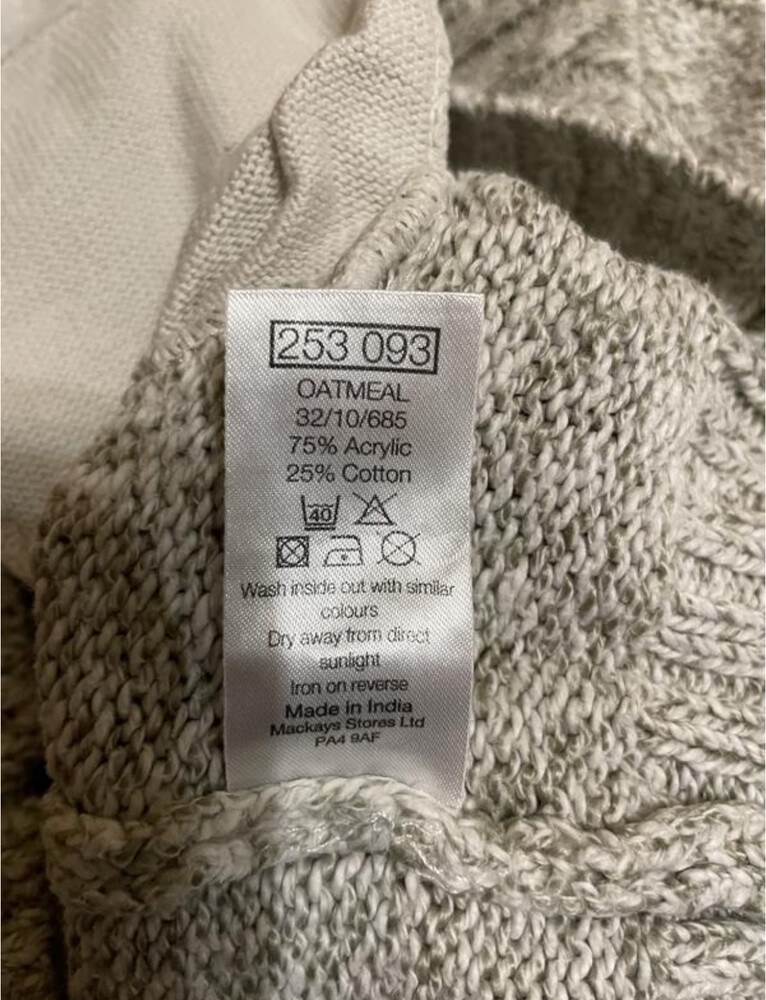 253 093
OATMEAL
32/10/685
75% Acrylic
25% Cotton
40
Wash inside out with similar
colours
Dry away from direct
sunlight
Iron on reverse
Made in India
Mackays Stores Ltd
PA4 9AF